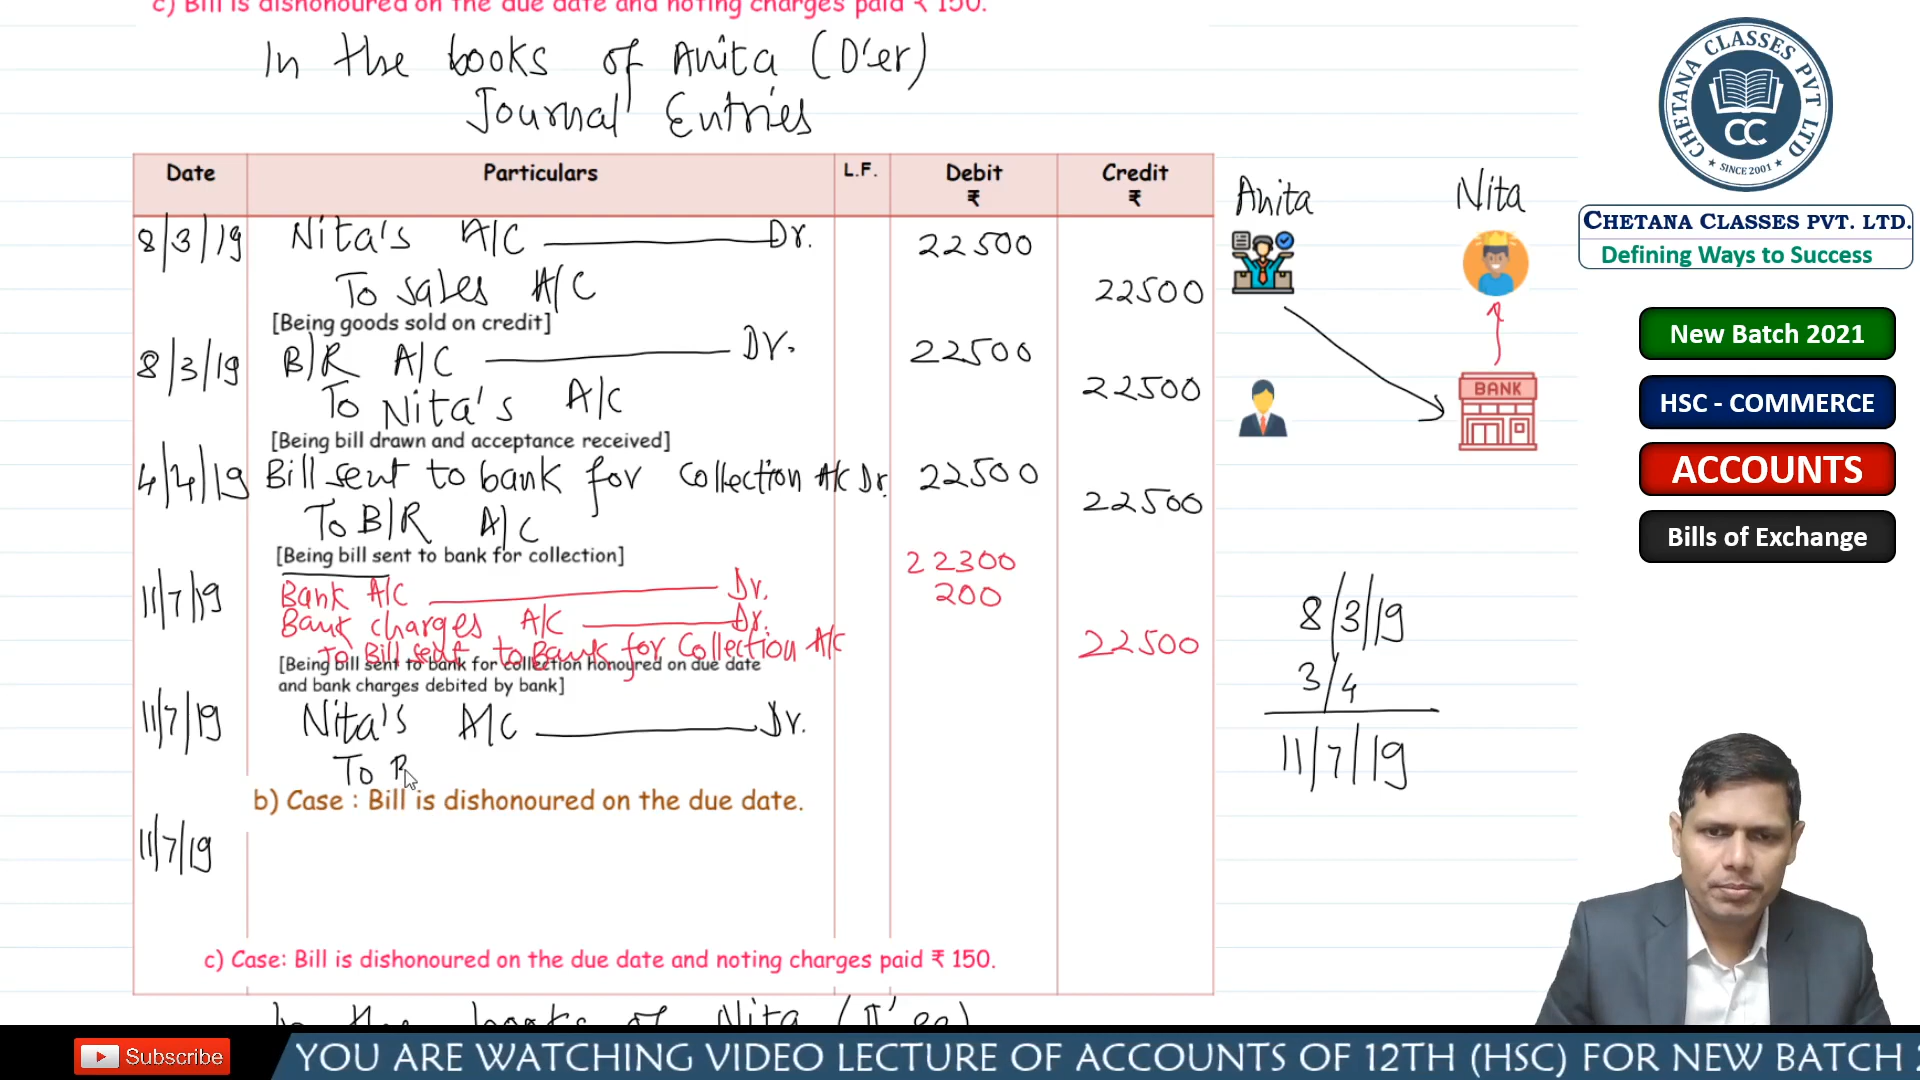 c) Bill is dishonoured on the due date and noting charges paid ₹ 150.
In the books of Anita (D'er)
Journal Entries
Date Particulars L.F. Debit ₹ Credit ₹
8/3/19 Nita's A/C Dr. 22500
To sales A/C 22500
[Being goods sold on credit]
8/3/19 B/R A/C Dr. 22500
To Nita's A/C 22500
[Being bill drawn and acceptance received]
4/4/19 Bill sent to bank for collection A/C Dr. 22500
To B/R A/C 22500
[Being bill sent to bank for collection]
11/7/19 Bank A/C Dr. 22300
Bank charges A/C Dr. 200
To Bill sent to Bank for Collection A/C 22500
[Being bill sent to bank for collection honoured on due date
and bank charges debited by bank]
11/7/19 Nita's A/C Dr.
To B
b) Case : Bill is dishonoured on the due date.
11/7/19
c) Case: Bill is dishonoured on the due date and noting charges paid ₹ 150.
In the books of Nita
Anita Nita
BANK
8/3/19
3/4
11/7/19
CHETANA CLASSES PVT LTD
CC
SINCE 2001
CHETANA CLASSES PVT. LTD.
Defining Ways to Success
New Batch 2021
HSC - COMMERCE
ACCOUNTS
Bills of Exchange
Subscribe
YOU ARE WATCHING VIDEO LECTURE OF ACCOUNTS OF 12TH (HSC) FOR NEW BATCH 2